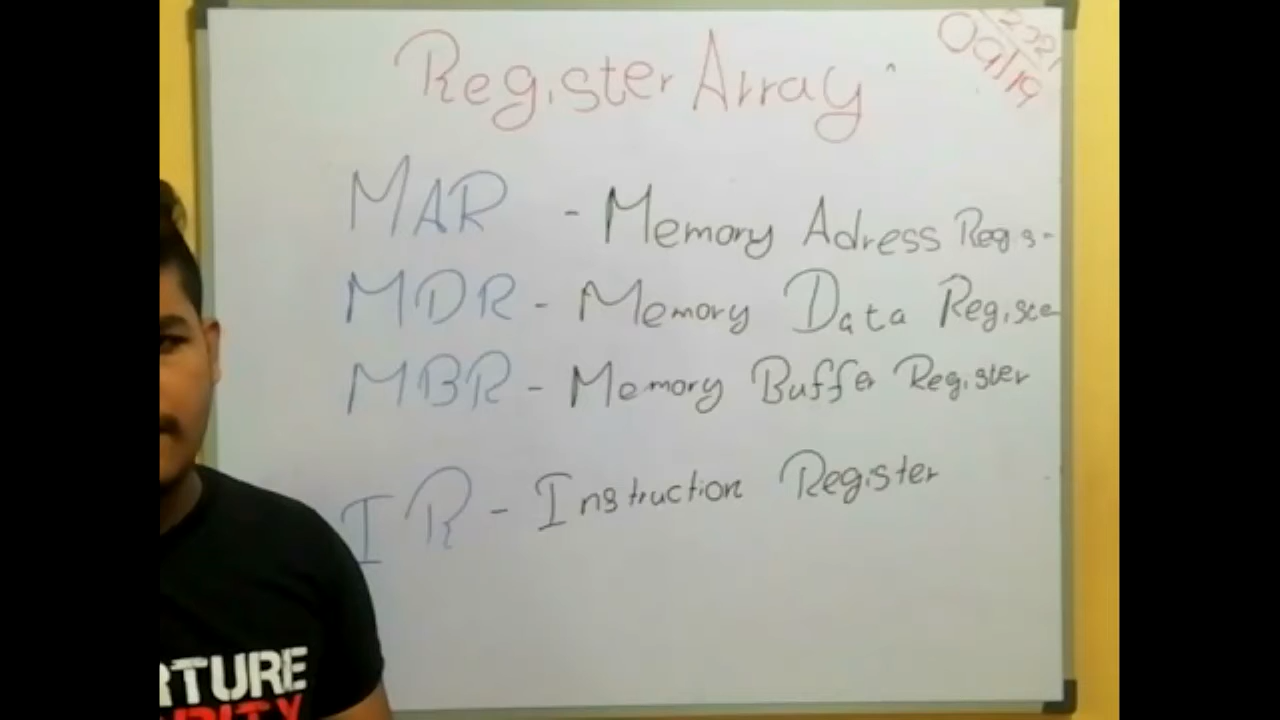 Register Array
2021
09/19
MAR - Memory Adress Regis-
MDR - Memory Data Registe
MBR - Memory Buffer Register
IR - Instruction Register
RTURE